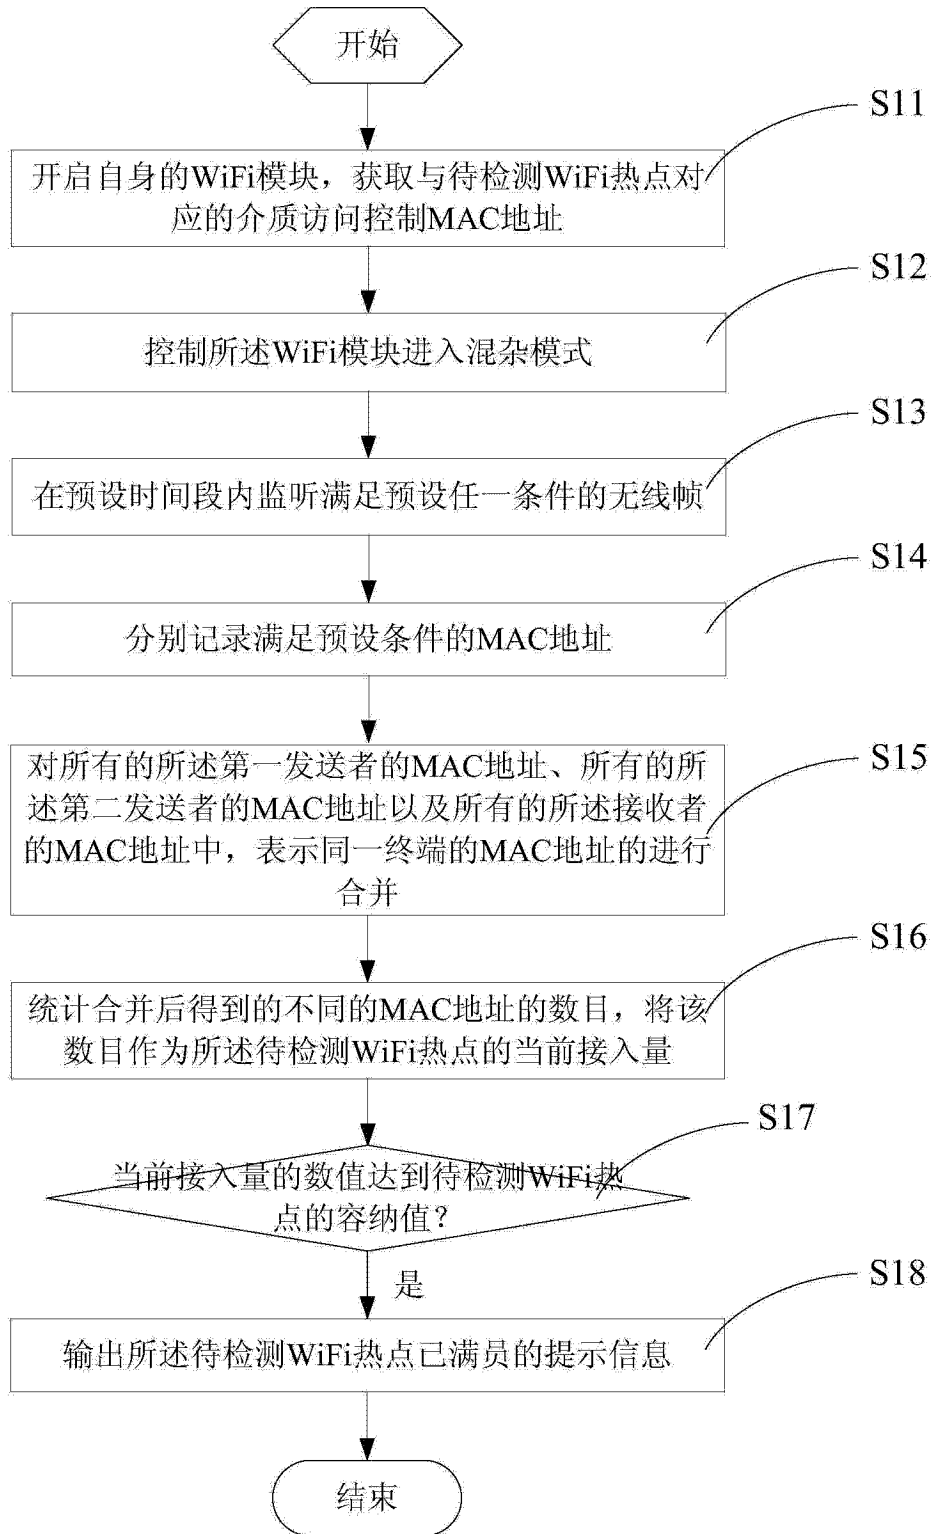 开始
S11
开启自身的WiFi模块，获取与待检测WiFi热点对
应的介质访问控制MAC地址
S12
控制所述WiFi模块进入混杂模式
S13
在预设时间段内监听满足预设任一条件的无线帧
S14
分别记录满足预设条件的MAC地址
S15
对所有的所述第一发送者的MAC地址、所有的所
述第二发送者的MAC地址以及所有的所述接收者
的MAC地址中，表示同一终端的MAC地址的进行
合并
S16
统计合并后得到的不同的MAC地址的数目，将该
数目作为所述待检测WiFi热点的当前接入量
S17
当前接入量的数值达到待检测WiFi热
点的容纳值？
是
S18
输出所述待检测WiFi热点已满员的提示信息
结束